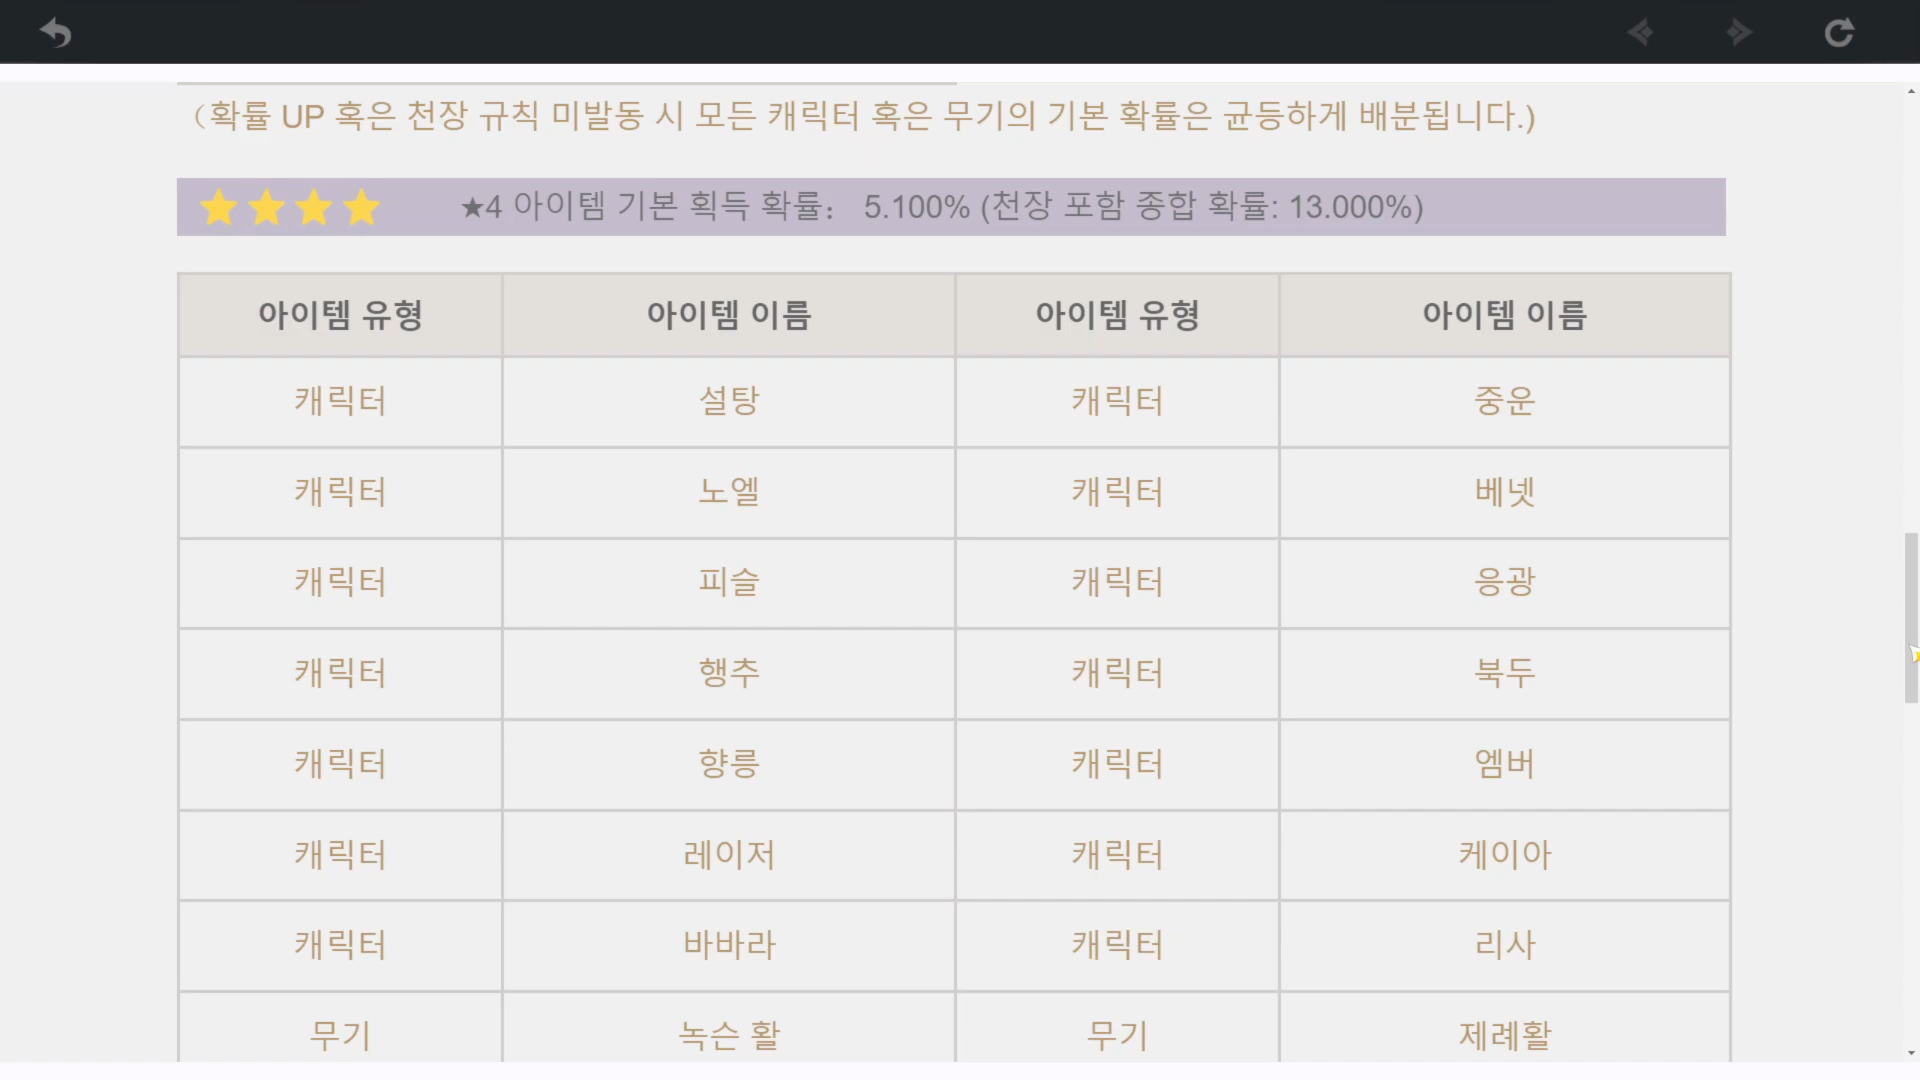 （확률 UP 혹은 천장 규칙 미발동 시 모든 캐릭터 혹은 무기의 기본 확률은 균등하게 배분됩니다.)
★4 아이템 기본 획득 확률： 5.100% (천장 포함 종합 확률: 13.000%)
아이템 유형 아이템 이름 아이템 유형 아이템 이름
캐릭터 설탕 캐릭터 중운
캐릭터 노엘 캐릭터 베넷
캐릭터 피슬 캐릭터 응광
캐릭터 행추 캐릭터 북두
캐릭터 향릉 캐릭터 엠버
캐릭터 레이저 캐릭터 케이아
캐릭터 바바라 캐릭터 리사
무기 녹슨 활 무기 제례활